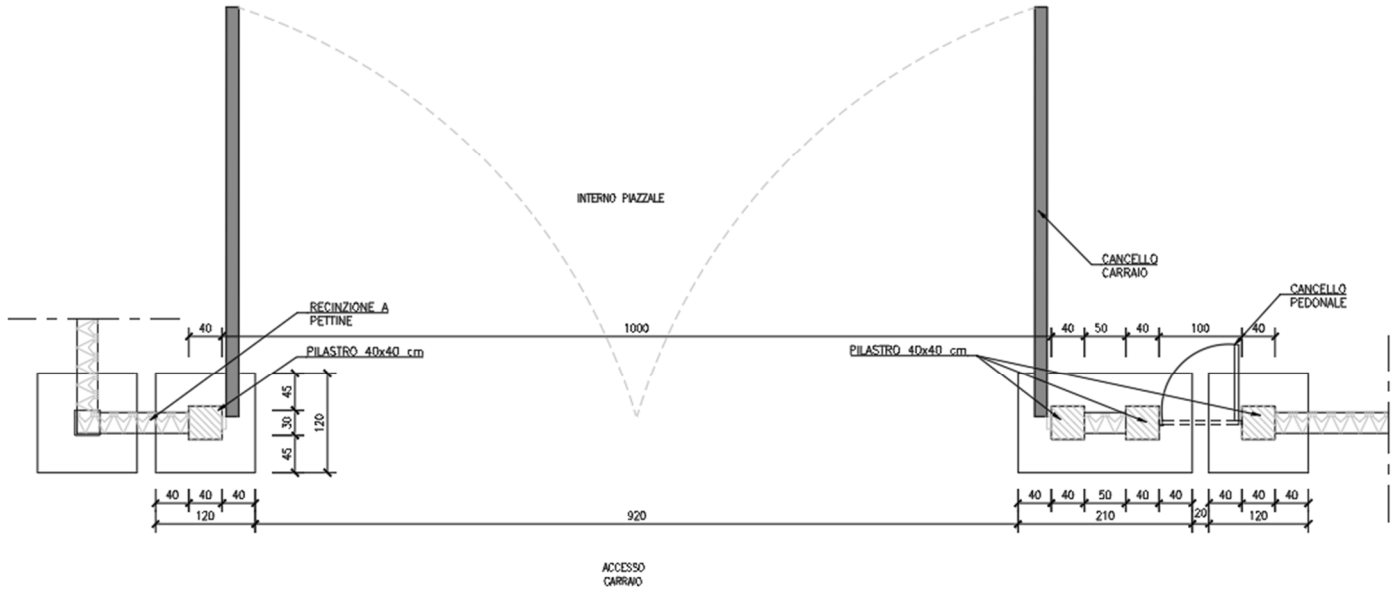 INTERNO PIAZZALE
CANCELLO
CARRAIO
CANCELLO
PEDONALE
RECINZIONE A
PETTINE
40
1000
40 50 40 100 40
PILASTRO 40x40 cm
PILASTRO 40x40 cm
45
30
45
120
40 40 40
40 40 50 40 40
40 40 40
120
920
210
20
120
ACCESSO
CARRAIO